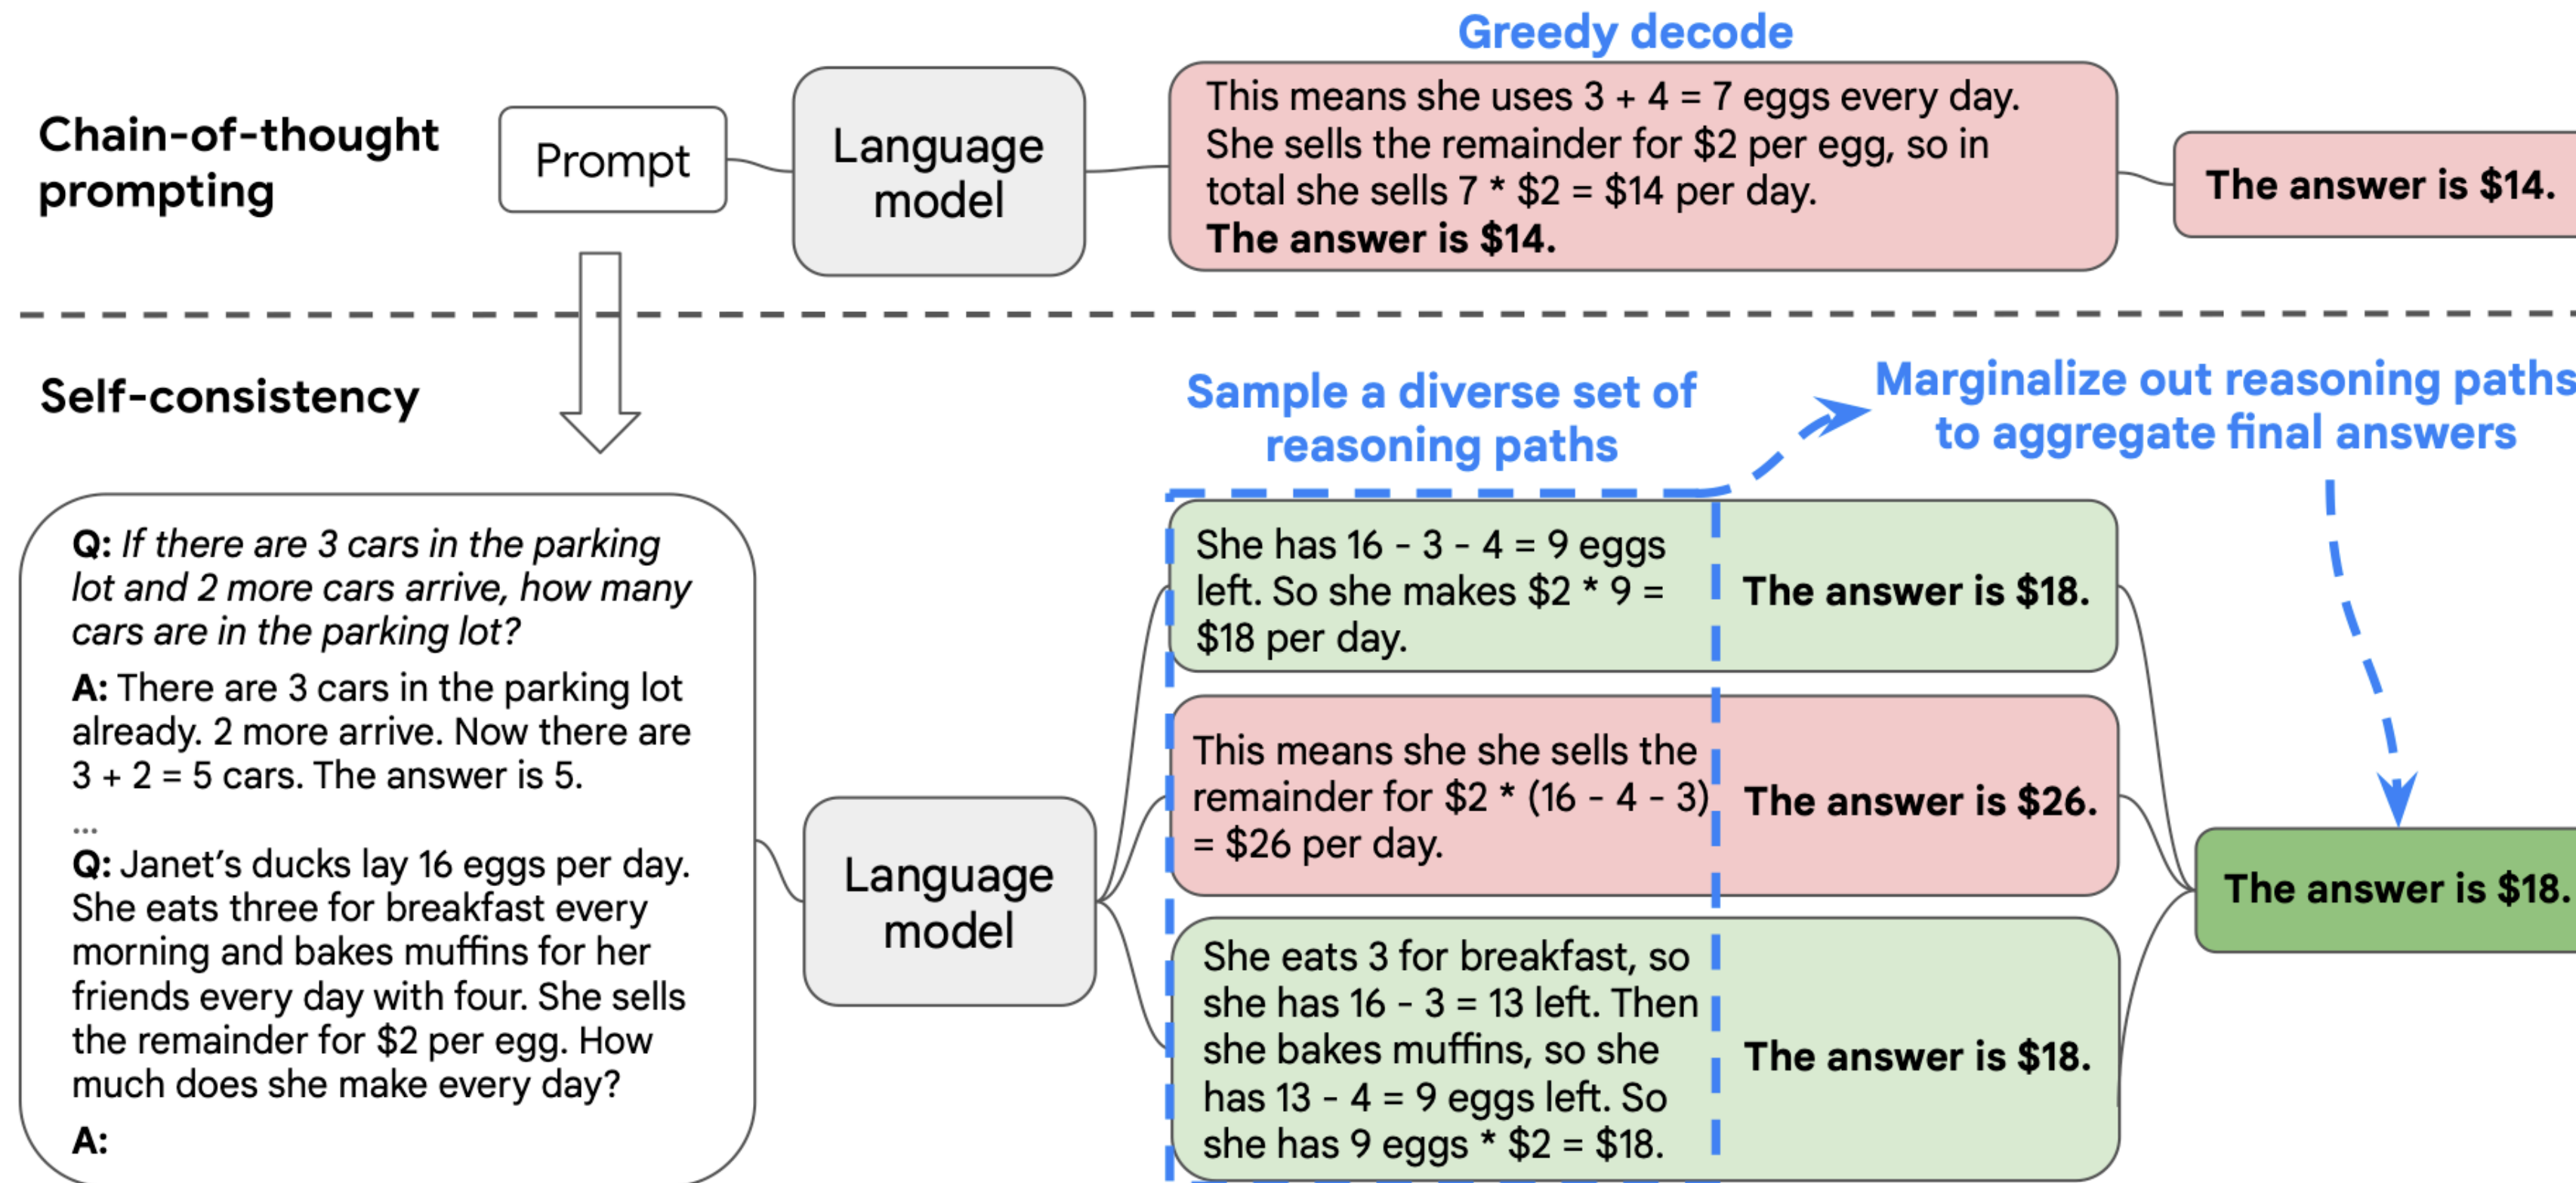 Greedy decode
Chain-of-thought
prompting
Prompt
Language
model
This means she uses 3 + 4 = 7 eggs every day.
She sells the remainder for $2 per egg, so in
total she sells 7 * $2 = $14 per day.
The answer is $14.
The answer is $14.
Self-consistency
Sample a diverse set of
reasoning paths
Marginalize out reasoning paths
to aggregate final answers
Q: If there are 3 cars in the parking
lot and 2 more cars arrive, how many
cars are in the parking lot?
A: There are 3 cars in the parking lot
already. 2 more arrive. Now there are
3 + 2 = 5 cars. The answer is 5.
...
Q: Janet’s ducks lay 16 eggs per day.
She eats three for breakfast every
morning and bakes muffins for her
friends every day with four. She sells
the remainder for $2 per egg. How
much does she make every day?
A:
Language
model
She has 16 - 3 - 4 = 9 eggs
left. So she makes $2 * 9 =
$18 per day.
The answer is $18.
This means she she sells the
remainder for $2 * (16 - 4 - 3)
= $26 per day.
The answer is $26.
She eats 3 for breakfast, so
she has 16 - 3 = 13 left. Then
she bakes muffins, so she
has 13 - 4 = 9 eggs left. So
she has 9 eggs * $2 = $18.
The answer is $18.
The answer is $18.